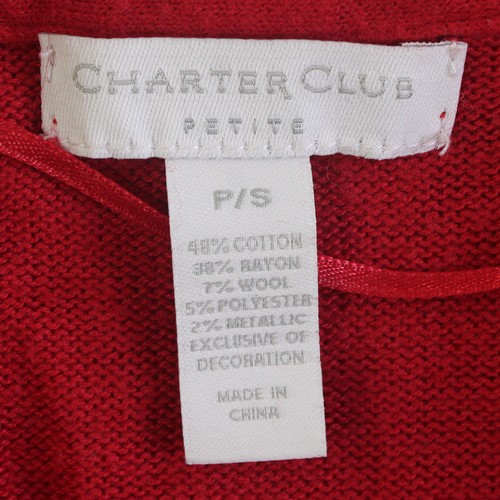 CHARTER CLUB
PETITE
P/S
48% COTTON
38% RAYON
7% WOOL
5% POLYESTER
2% METALLIC
EXCLUSIVE OF
DECORATION
MADE IN
CHINA